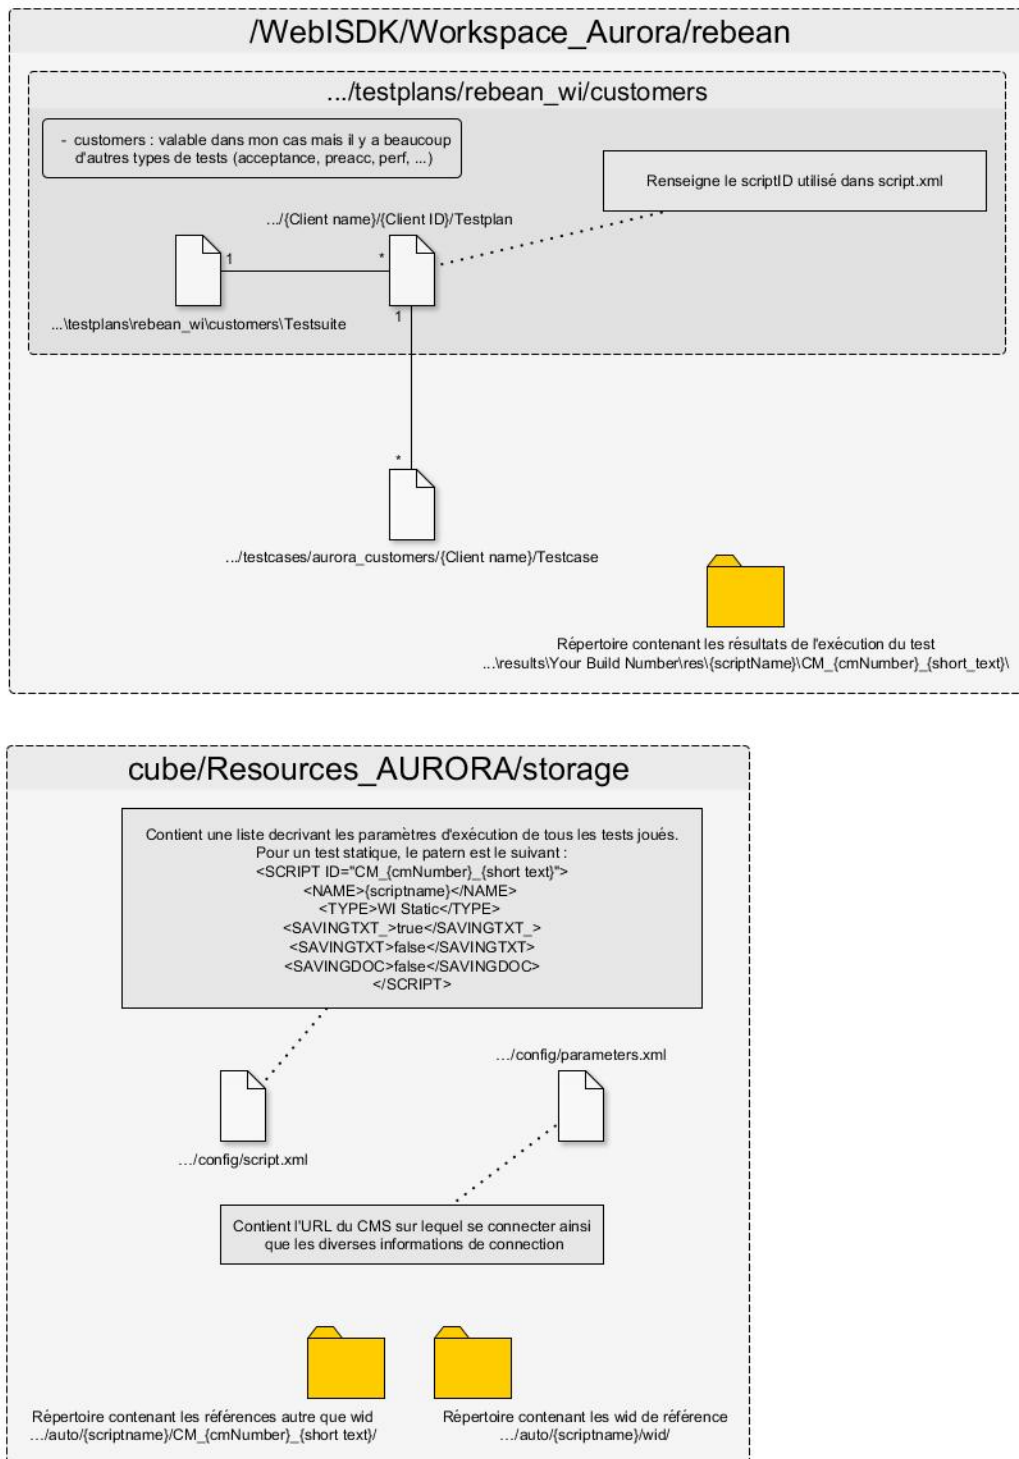 /WebISDK/Workspace_Aurora/rebean
.../testplans/rebean_wi/customers
- customers : valable dans mon cas mais il y a beaucoup
d'autres types de tests (acceptance, preacc, perf, ...)
Renseigne le scriptID utilisé dans script.xml
.../{Client name}/{Client ID}/Testplan
1
*
...\testplans\rebean_wi\customers\Testsuite
1
*
.../testcases/aurora_customers/{Client name}/Testcase
Répertoire contenant les résultats de l'exécution du test
...\results\Your Build Number\res\{scriptName}\CM_{cmNumber}_{short_text}\
cube/Resources_AURORA/storage
Contient une liste decrivant les paramètres d'exécution de tous les tests joués.
Pour un test statique, le patern est le suivant :
<SCRIPT ID="CM_{cmNumber}_{short text}">
<NAME>{scriptname}</NAME>
<TYPE>WI Static</TYPE>
<SAVINGTXT_>true</SAVINGTXT_>
<SAVINGTXT>false</SAVINGTXT>
<SAVINGDOC>false</SAVINGDOC>
</SCRIPT>
.../config/parameters.xml
.../config/script.xml
Contient l'URL du CMS sur lequel se connecter ainsi
que les diverses informations de connection
Répertoire contenant les références autre que wid
.../auto/{scriptname}/CM_{cmNumber}_{short text}/
Répertoire contenant les wid de référence
.../auto/{scriptname}/wid/